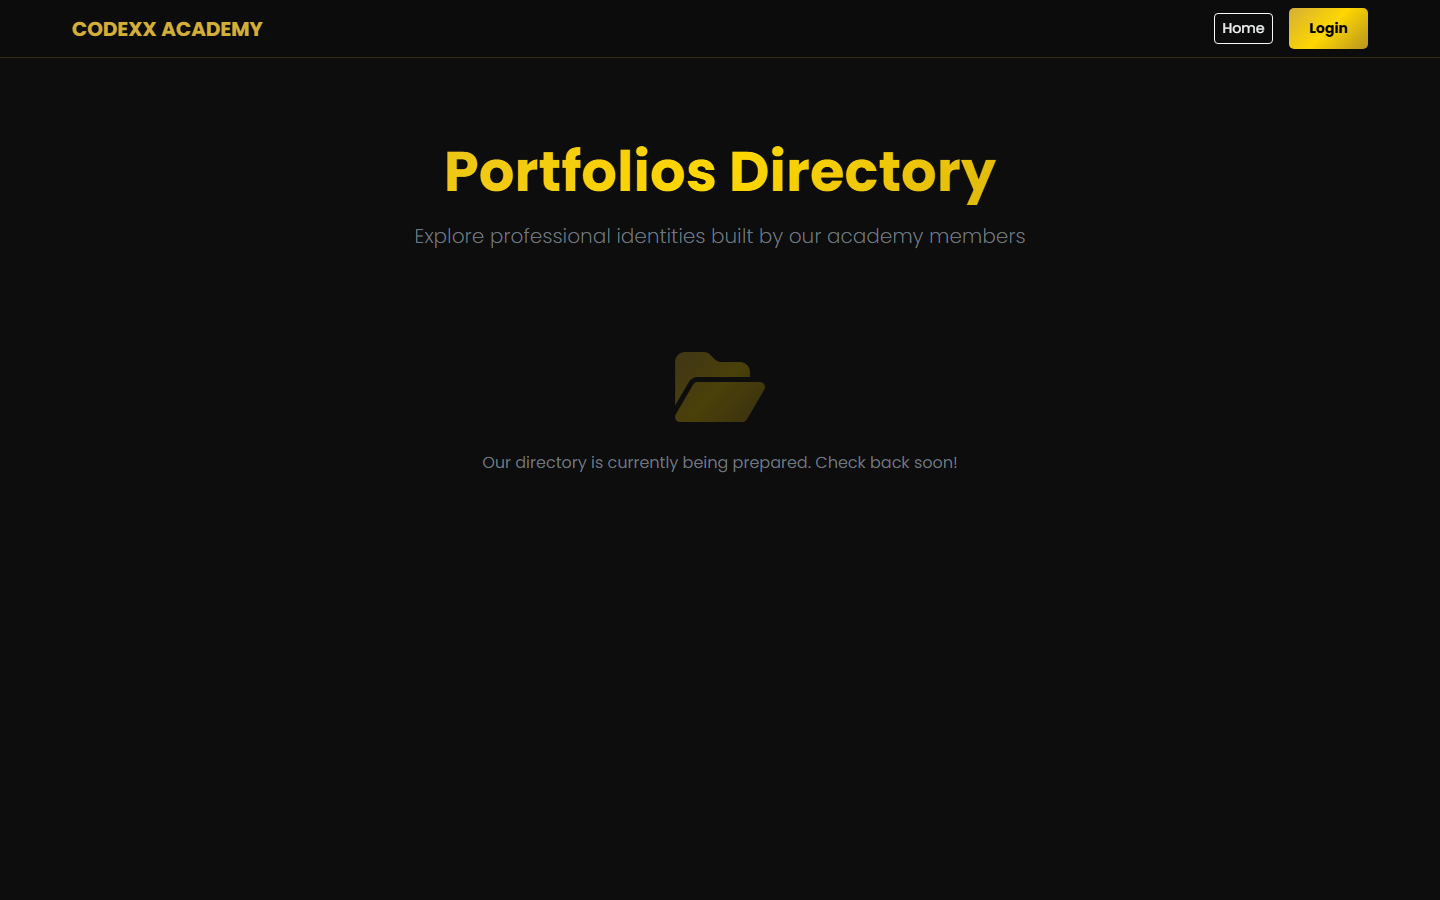 CODEXX ACADEMY
Home
Login
Portfolios Directory
Explore professional identities built by our academy members
Our directory is currently being prepared. Check back soon!